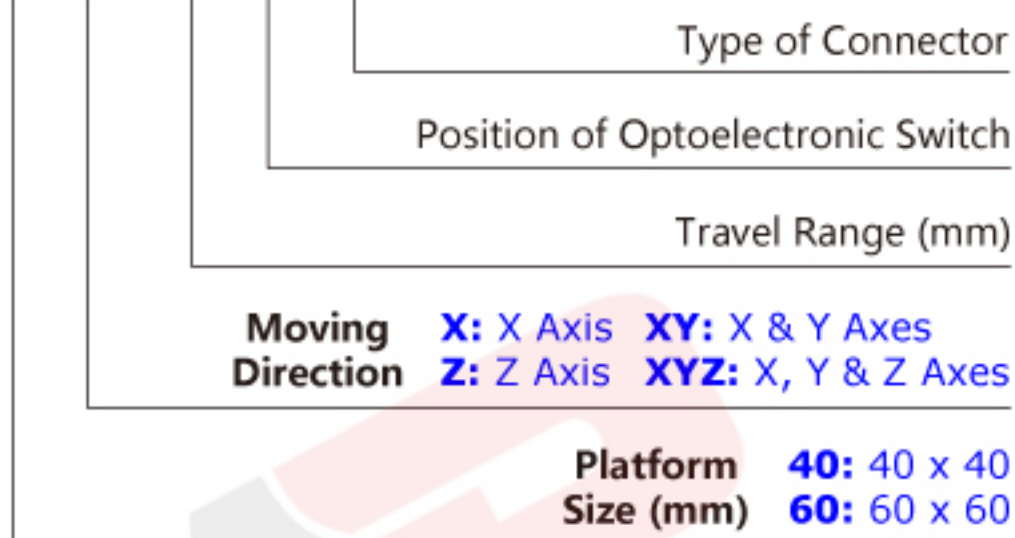 Type of Connector
Position of Optoelectronic Switch
Travel Range (mm)
Moving X: X Axis XY: X & Y Axes
Direction Z: Z Axis XYZ: X, Y & Z Axes
Platform 40: 40 x 40
Size (mm) 60: 60 x 60